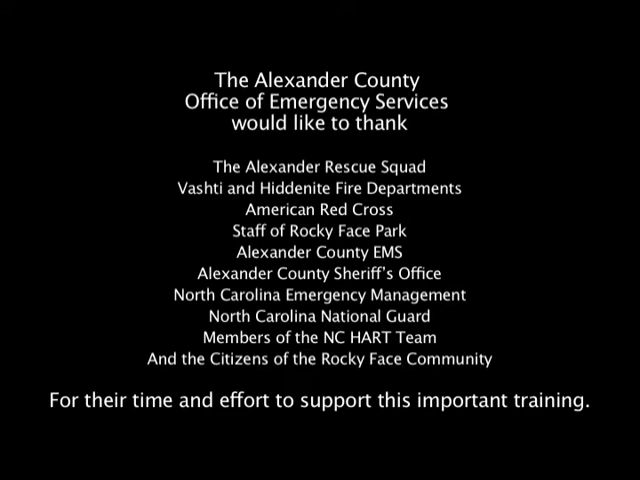 The Alexander County
Office of Emergency Services
would like to thank
The Alexander Rescue Squad
Vashti and Hiddenite Fire Departments
American Red Cross
Staff of Rocky Face Park
Alexander County EMS
Alexander County Sheriff's Office
North Carolina Emergency Management
North Carolina National Guard
Members of the NC HART Team
And the Citizens of the Rocky Face Community
For their time and effort to support this important training.